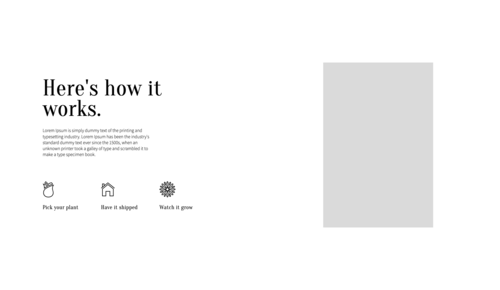 Here's how it
works.
Lorem Ipsum is simply dummy text of the printing and
typesetting industry. Lorem Ipsum has been the industry's
standard dummy text ever since the 1500s, when an
unknown printer took a galley of type and scrambled it to
make a type specimen book.
Pick your plant
Have it shipped
Watch it grow